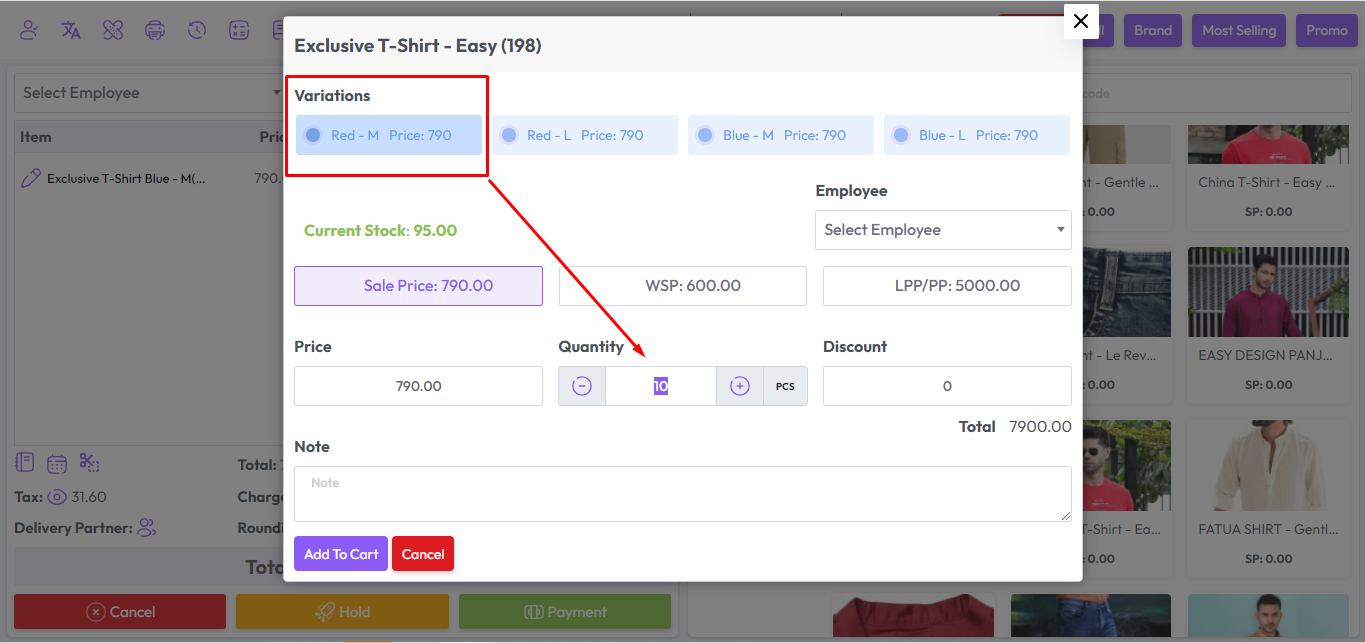 Exclusive T-Shirt - Easy (198)
Brand
Most Selling
Promo
Select Employee
Item
Exclusive T-Shirt Blue - M(...
790.
Variations
Red - M Price: 790
Red - L Price: 790
Blue - M Price: 790
Blue - L Price: 790
Current Stock: 95.00
Employee
Select Employee
Sale Price: 790.00
WSP: 600.00
LPP/PP: 5000.00
Price
Quantity
Discount
790.00
10
PCS
0
Total 7900.00
Note
Note
Add To Cart
Cancel
code
nt - Gentle ...
: 0.00
China T-Shirt - Easy ...
SP: 0.00
nt - Le Rev...
: 0.00
EASY DESIGN PANJ...
SP: 0.00
T-Shirt - Ea...
: 0.00
FATUA SHIRT - Gentl...
SP: 0.00
Total:
Tax: 31.60
Charge
Delivery Partner:
Roundi
Tota
Cancel
Hold
Payment